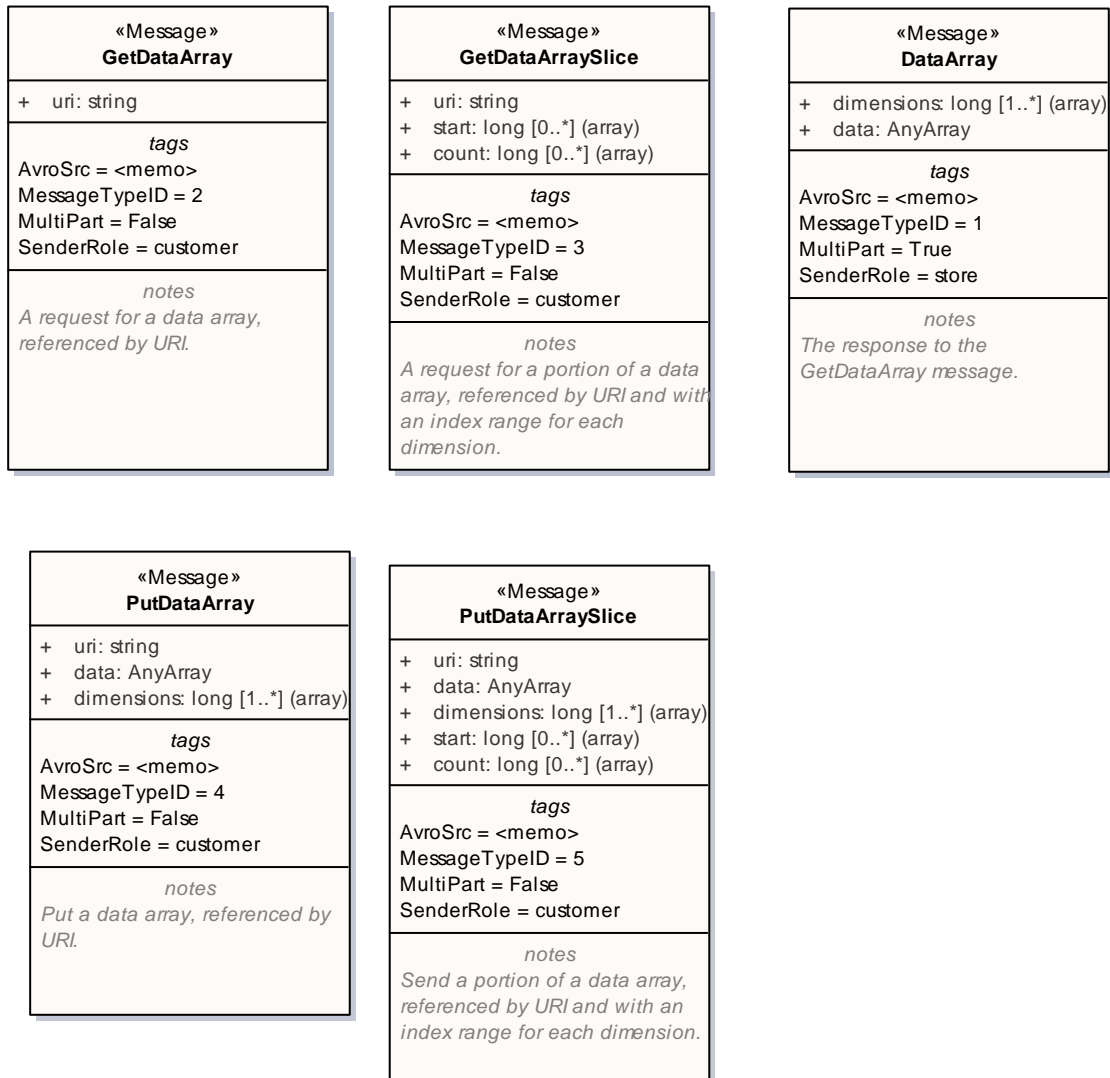 «Message»
GetDataArray
+ uri: string
tags
AvroSrc = <memo>
MessageTypeID = 2
MultiPart = False
SenderRole = customer
notes
A request for a data array,
referenced by URI.
«Message»
GetDataArraySlice
+ uri: string
+ start: long [0..*] (array)
+ count: long [0..*] (array)
tags
AvroSrc = <memo>
MessageTypeID = 3
MultiPart = False
SenderRole = customer
notes
A request for a portion of a data
array, referenced by URI and with
an index range for each
dimension.
«Message»
DataArray
+ dimensions: long [1..*] (array)
+ data: AnyArray
tags
AvroSrc = <memo>
MessageTypeID = 1
MultiPart = True
SenderRole = store
notes
The response to the
GetDataArray message.
«Message»
PutDataArray
+ uri: string
+ data: AnyArray
+ dimensions: long [1..*] (array)
tags
AvroSrc = <memo>
MessageTypeID = 4
MultiPart = False
SenderRole = customer
notes
Put a data array, referenced by
URI.
«Message»
PutDataArraySlice
+ uri: string
+ data: AnyArray
+ dimensions: long [1..*] (array)
+ start: long [0..*] (array)
+ count: long [0..*] (array)
tags
AvroSrc = <memo>
MessageTypeID = 5
MultiPart = False
SenderRole = customer
notes
Send a portion of a data array,
referenced by URI and with an
index range for each dimension.